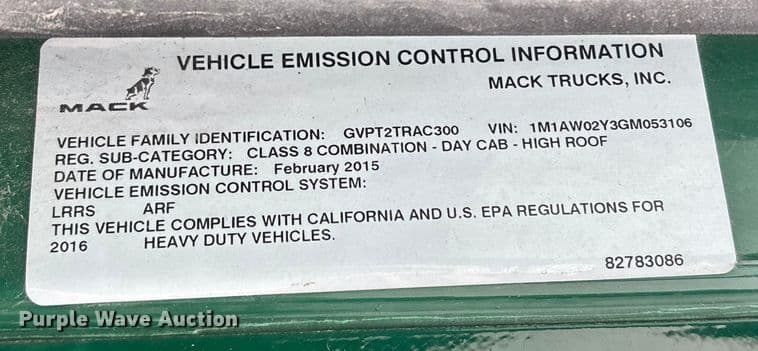 VEHICLE EMISSION CONTROL INFORMATION
MACK
MACK TRUCKS, INC.
VEHICLE FAMILY IDENTIFICATION: GVPT2TRAC300 VIN: 1M1AW02Y3GM053106
REG. SUB-CATEGORY: CLASS 8 COMBINATION - DAY CAB - HIGH ROOF
DATE OF MANUFACTURE: February 2015
VEHICLE EMISSION CONTROL SYSTEM:
LRRS ARF
THIS VEHICLE COMPLIES WITH CALIFORNIA AND U.S. EPA REGULATIONS FOR
2016 HEAVY DUTY VEHICLES.
82783086
Purple Wave Auction